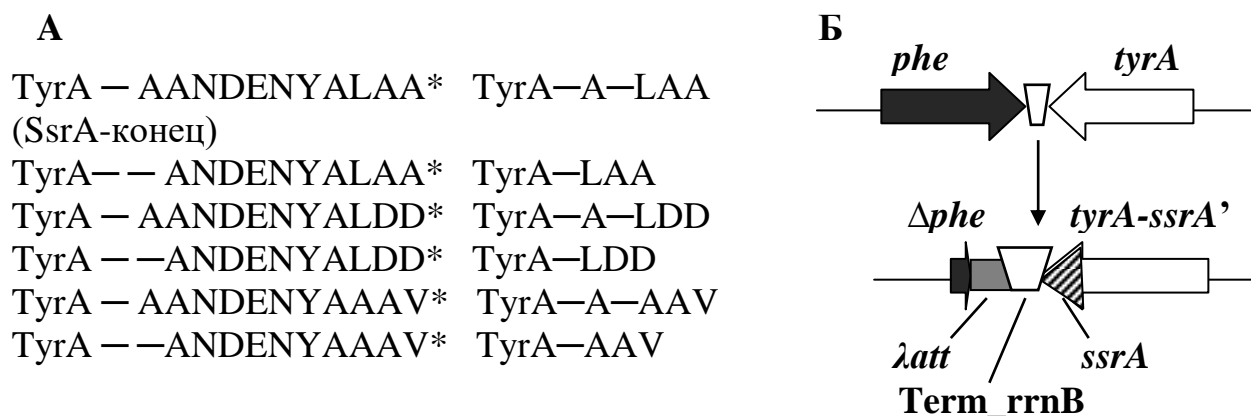 А
TyrA — AANDENYALAA* TyrA—A—LAA
(SsrA-конец)
TyrA— — ANDENYALAA* TyrA—LAA
TyrA — AANDENYALDD* TyrA—A—LDD
TyrA — —ANDENYALDD* TyrA—LDD
TyrA — AANDENYAAAV* TyrA—A—AAV
TyrA — —ANDENYAAAV* TyrA—AAV
Б
phe tyrA
Δphe tyrA-ssrA’
λatt ssrA
Term_rrnB